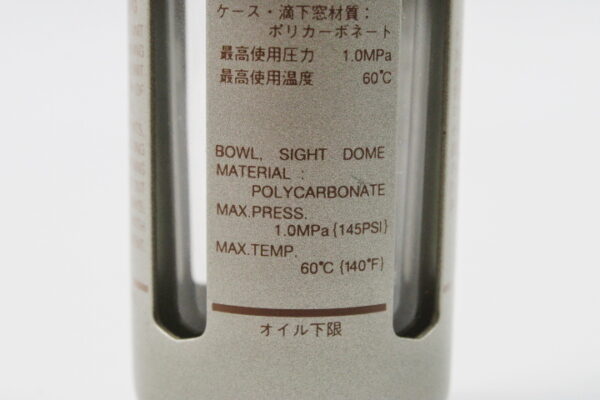 ケース・滴下窓材質：
ポリカーボネート
最高使用圧力 1.0MPa
最高使用温度 60℃
BOWL, SIGHT DOME
MATERIAL :
POLYCARBONATE
MAX.PRESS.
1.0MPa{145PSI}
MAX.TEMP.
60℃{140°F}
オイル下限